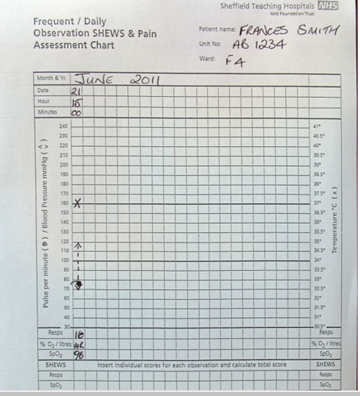 Sheffield Teaching Hospitals NHS
NHS Foundation Trust
Frequent / Daily
Observation SHEWS & Pain
Assessment Chart
Patient name: FRANCES SMITH
Unit No: AB 1234
Ward: F4
Month & Yr. JUNE 2011
Date 21
Hour 15
Minutes 00
Pulse per minute (●) / Blood Pressure mmHg
Temperature °C (x)
240 41°
230 40.5°
220 40°
210 39.5°
200 39°
190 38.5°
180 38°
170 37.5°
160 37°
150 36.5°
140 36°
130 35.5°
120 35°
110 34.5°
100 34°
90 33.5°
80 33°
70 32.5°
60 32°
50 31.5°
40 31°
30 30.5°
Resps 16 Resps
% O₂ / litres AIR % O₂ / litres
SpO₂ 96 SpO₂
SHEWS Insert individual scores for each observation and calculate total score SHEWS
Resps Resps
SpO₂ SpO₂